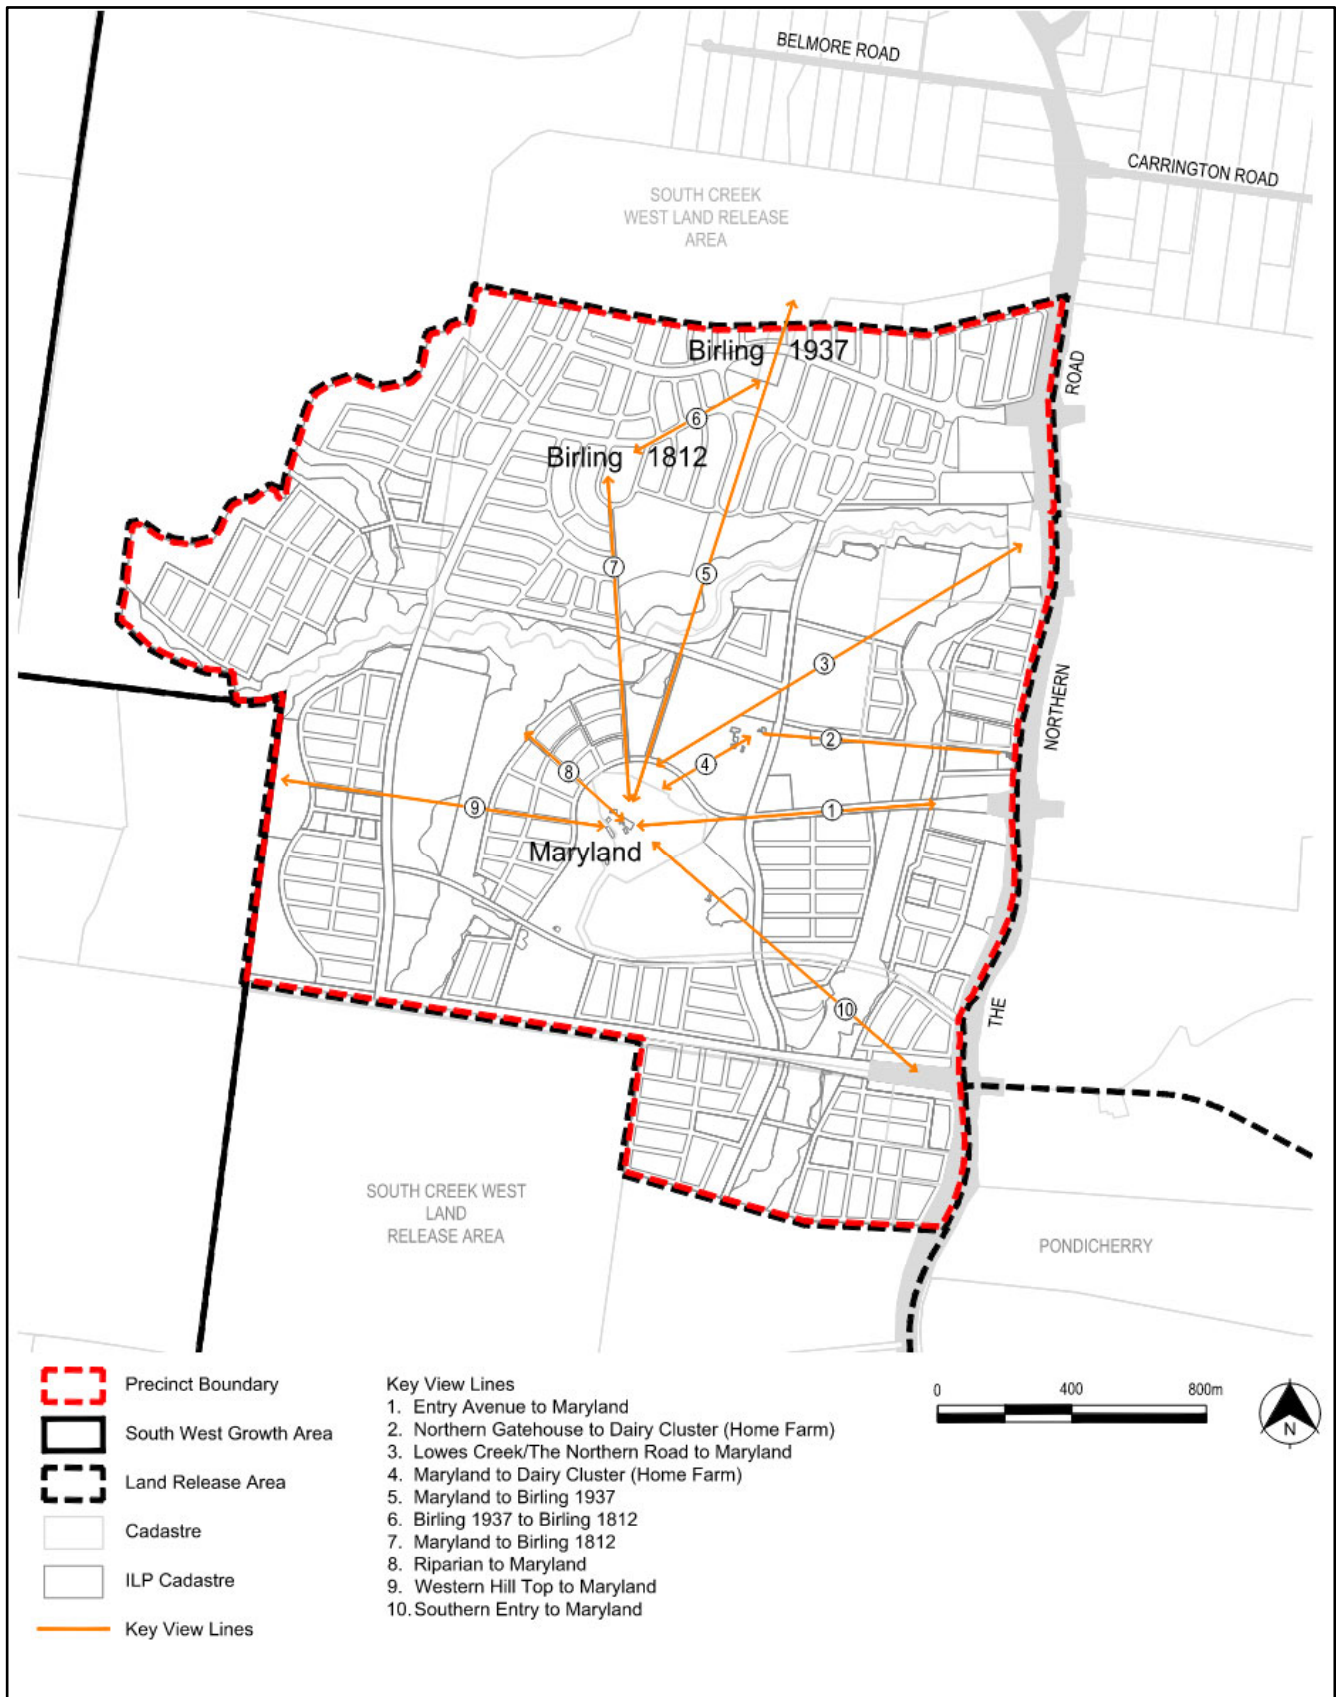 BELMORE ROAD
CARRINGTON ROAD
SOUTH CREEK
WEST LAND RELEASE
AREA
Birling 1937
ROAD
6
Birling 1812
7
5
3
NORTHERN
2
4
8
9
1
Maryland
10
THE
SOUTH CREEK WEST
LAND
RELEASE AREA
PONDICHERRY
Precinct Boundary
South West Growth Area
Land Release Area
Cadastre
ILP Cadastre
Key View Lines
Key View Lines
1. Entry Avenue to Maryland
2. Northern Gatehouse to Dairy Cluster (Home Farm)
3. Lowes Creek/The Northern Road to Maryland
4. Maryland to Dairy Cluster (Home Farm)
5. Maryland to Birling 1937
6. Birling 1937 to Birling 1812
7. Maryland to Birling 1812
8. Riparian to Maryland
9. Western Hill Top to Maryland
10. Southern Entry to Maryland
0 400 800m
N